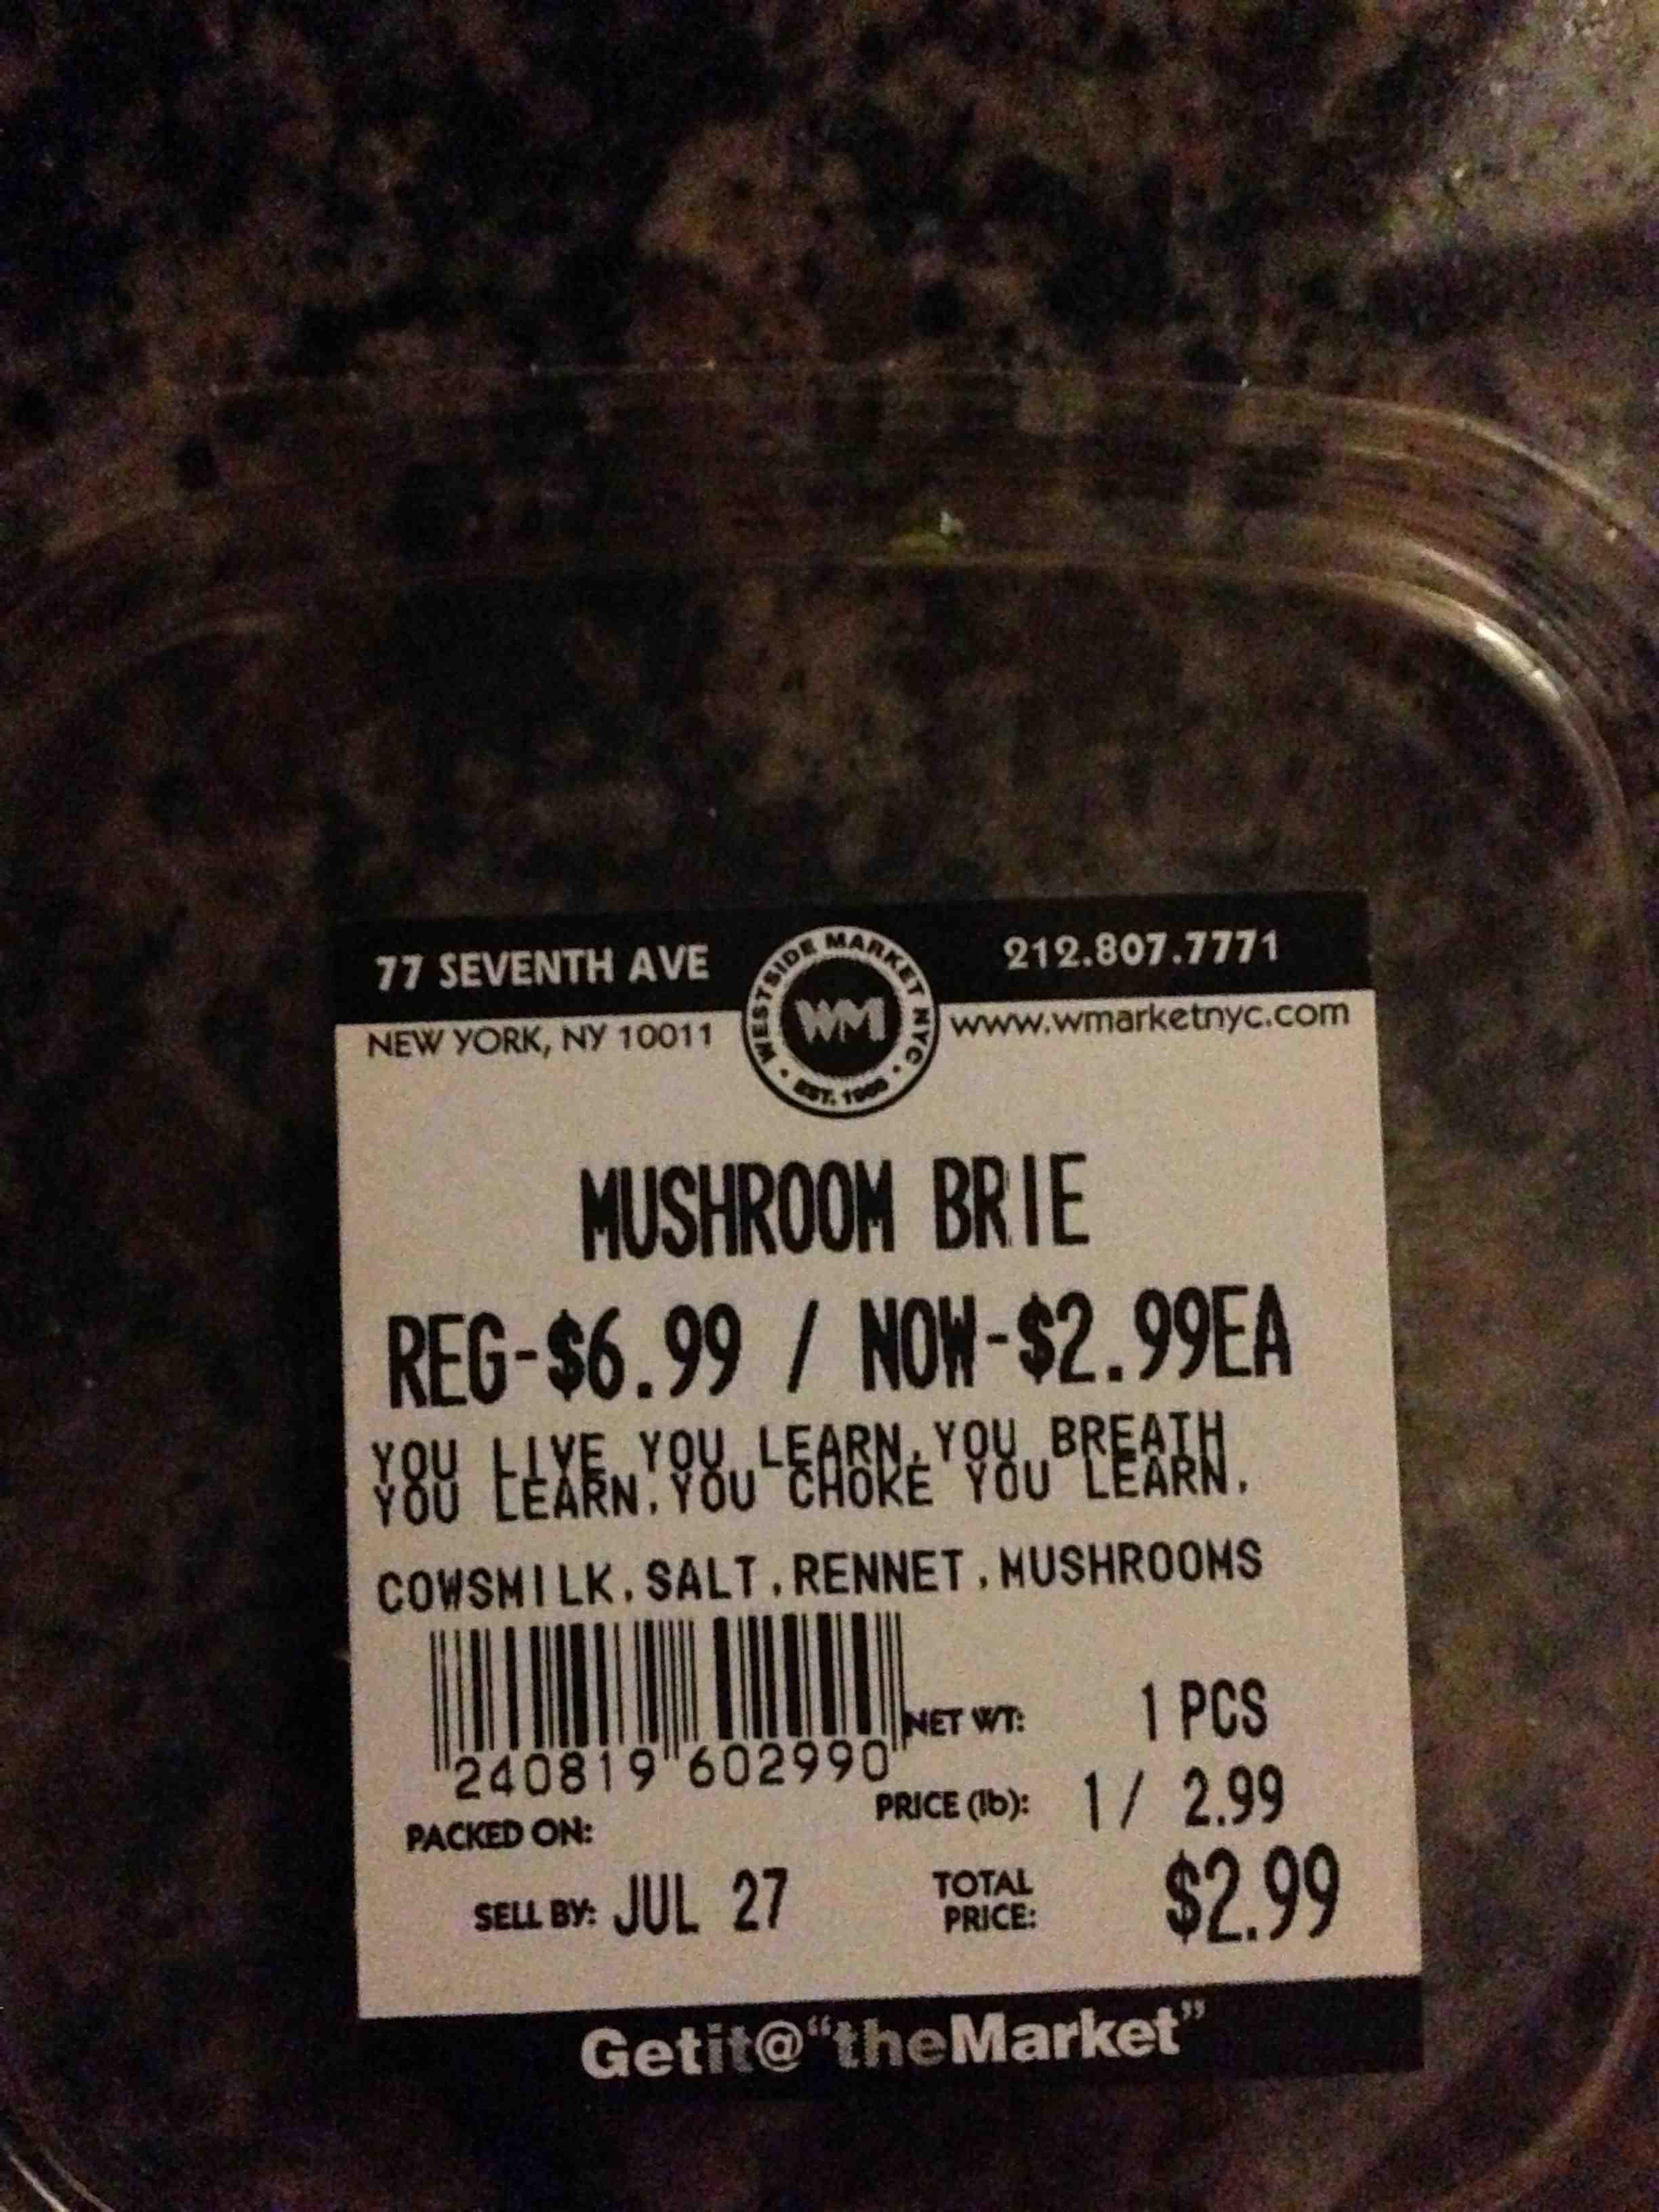 77 SEVENTH AVE
NEW YORK, NY 10011
WESTSIDE MARKET NYC
WM
EST. 1965
212.807.7771
www.wmarketnyc.com
MUSHROOM BRIE
REG-$6.99 / NOW-$2.99EA
YOU LIVE YOU LEARN,YOU BREATH
YOU LEARN,YOU CHOKE YOU LEARN,
COWSMILK,SALT,RENNET,MUSHROOMS
240819 602990
NET WT: 1 PCS
PRICE (lb): 1/ 2.99
PACKED ON:
SELL BY: JUL 27
TOTAL PRICE: $2.99
Getit@“theMarket”